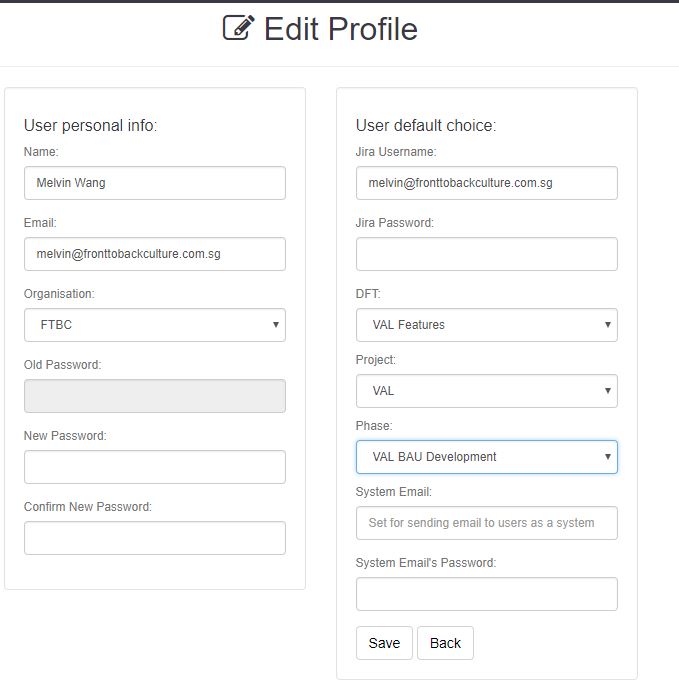 Edit Profile
User personal info:
Name:
Melvin Wang
Email:
melvin@fronttobackculture.com.sg
Organisation:
FTBC
Old Password:
New Password:
Confirm New Password:
User default choice:
Jira Username:
melvin@fronttobackculture.com.sg
Jira Password:
DFT:
VAL Features
Project:
VAL
Phase:
VAL BAU Development
System Email:
Set for sending email to users as a system
System Email's Password:
Save Back